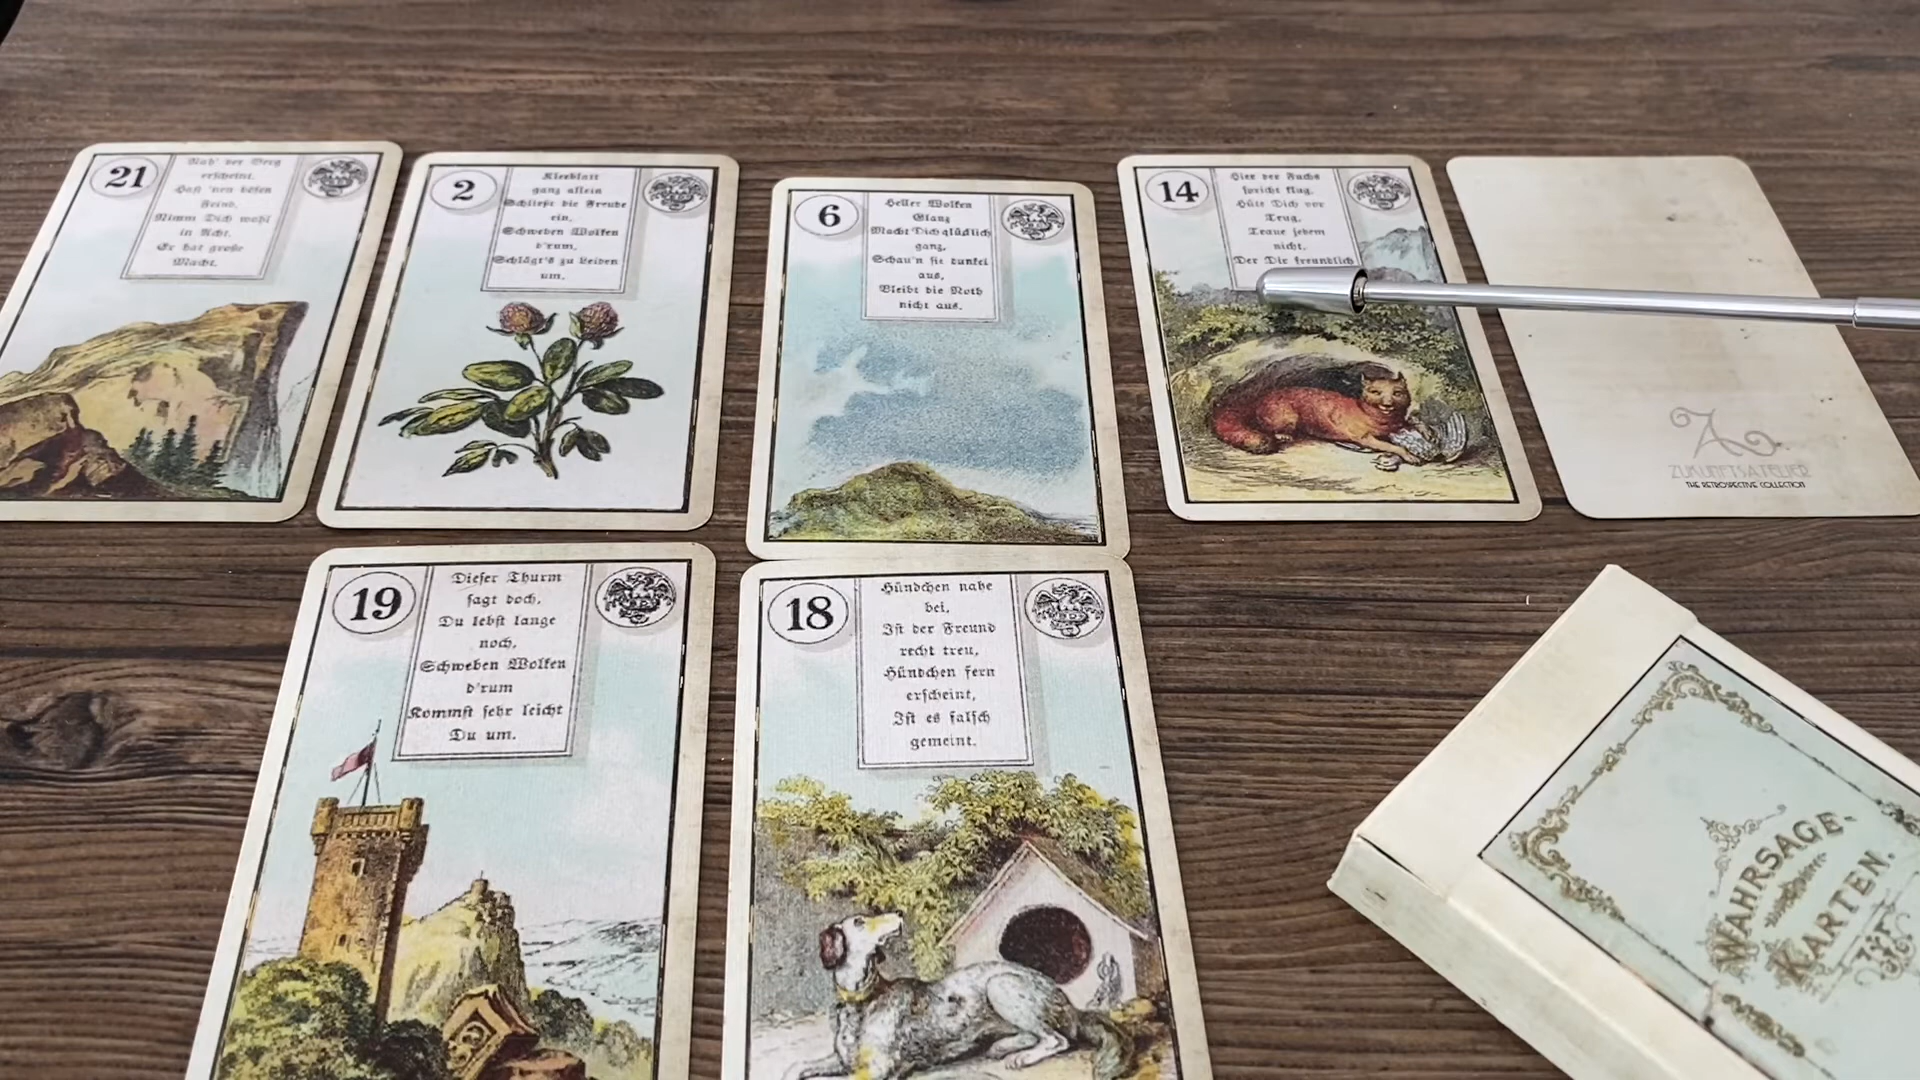 21
Nah' der Berg
erscheint.
Hast 'nen bösen
Feind.
Nimm Dich wohl
in Acht.
Er hat große
Macht.
2
Kleeblatt
ganz allein
Schließt die Freude
ein,
Schweben Wolken
d'rum,
Schlägt's zu Leiden
um.
6
Heller Wolken
Glanz
Macht Dich glücklich
ganz,
Schau'n sie dunkel
aus,
Bleibt die Noth
nicht aus.
14
Hier der Fuchs
spricht klug.
Hüte Dich vor
Trug.
Traue jedem
nicht.
Der Dir freundlich
A
ZUKUNFTSATELIER
THE RETROSPECTIVE COLLECTION
19
Dieser Thurm
sagt doch,
Du lebst lange
noch,
Schweben Wolken
d'rum
Kommst sehr leicht
Du um.
18
Hündchen nahe
bei,
Ist der Freund
recht treu,
Hündchen fern
erscheint,
Ist es falsch
gemeint.
WAHRSAGE-
KARTEN.